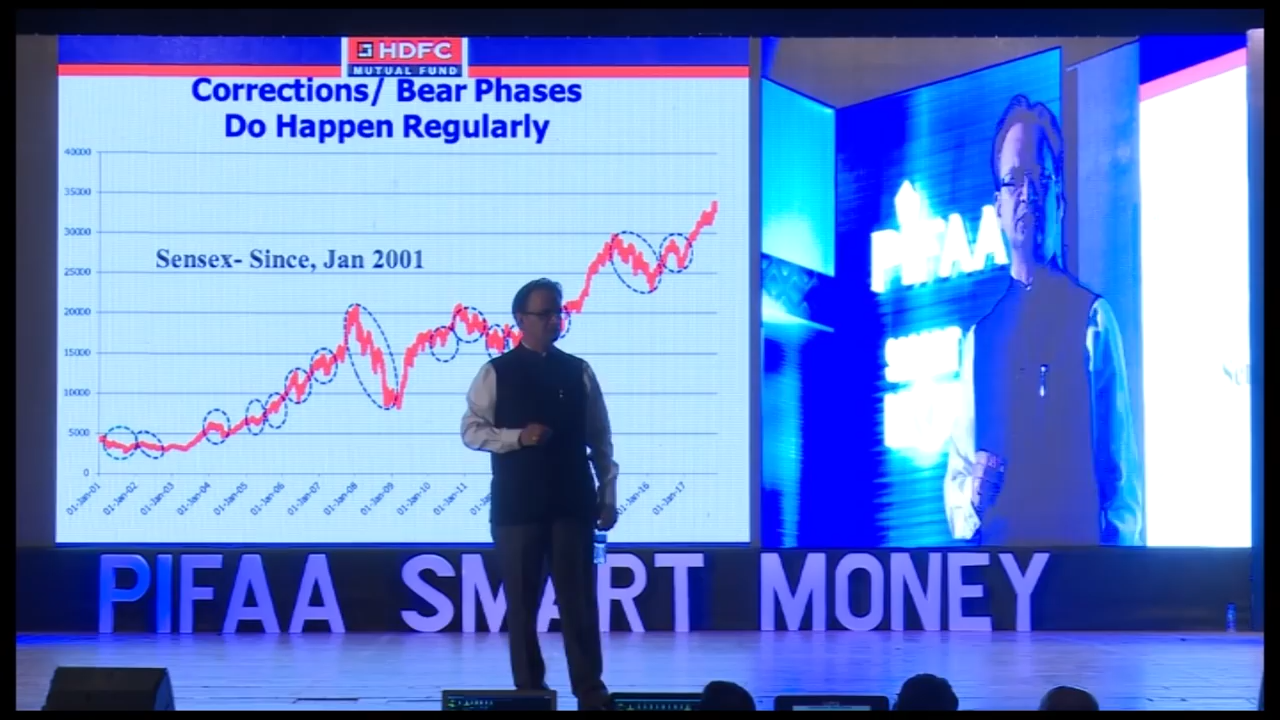 HDFC
MUTUAL FUND
Corrections/ Bear Phases
Do Happen Regularly
40000
35000
30000
25000
20000
15000
10000
5000
0
Sensex- Since, Jan 2001
01-Jan-01
01-Jan-02
01-Jan-03
01-Jan-04
01-Jan-05
01-Jan-06
01-Jan-07
01-Jan-08
01-Jan-09
01-Jan-10
01-Jan-11
01-Jan-16
01-Jan-17
PIFAA
PIFAA SMART MONEY